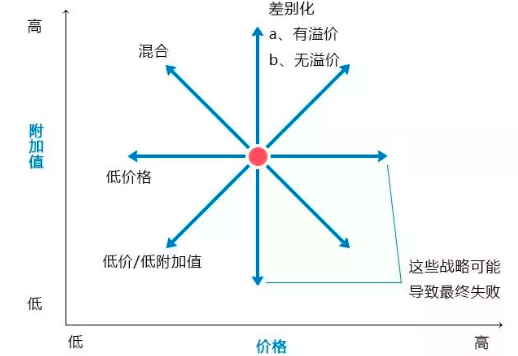 高
差别化
a、有溢价
b、无溢价
混合
附加值
低价格
低价/低附加值
这些战略可能
导致最终失败
低
低
价格
高